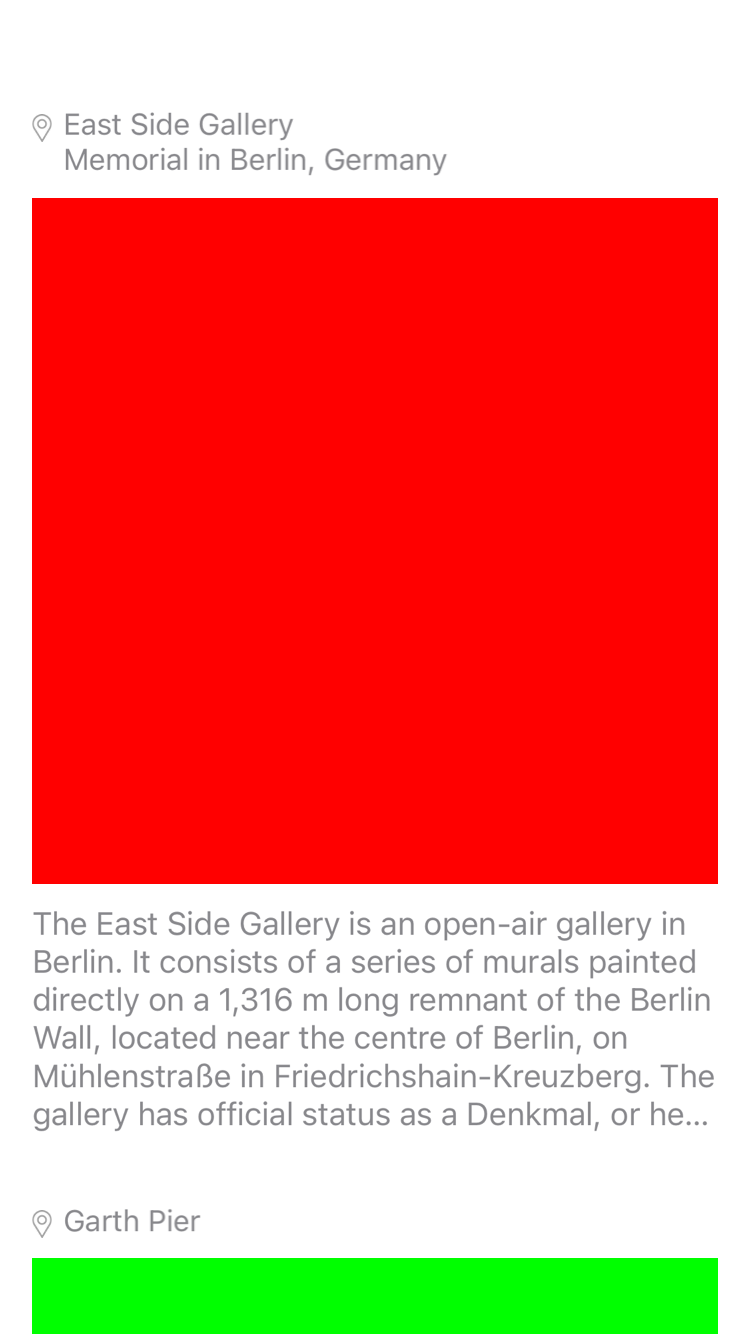 East Side Gallery
Memorial in Berlin, Germany
The East Side Gallery is an open-air gallery in
Berlin. It consists of a series of murals painted
directly on a 1,316 m long remnant of the Berlin
Wall, located near the centre of Berlin, on
Mühlenstraße in Friedrichshain-Kreuzberg. The
gallery has official status as a Denkmal, or he...
Garth Pier